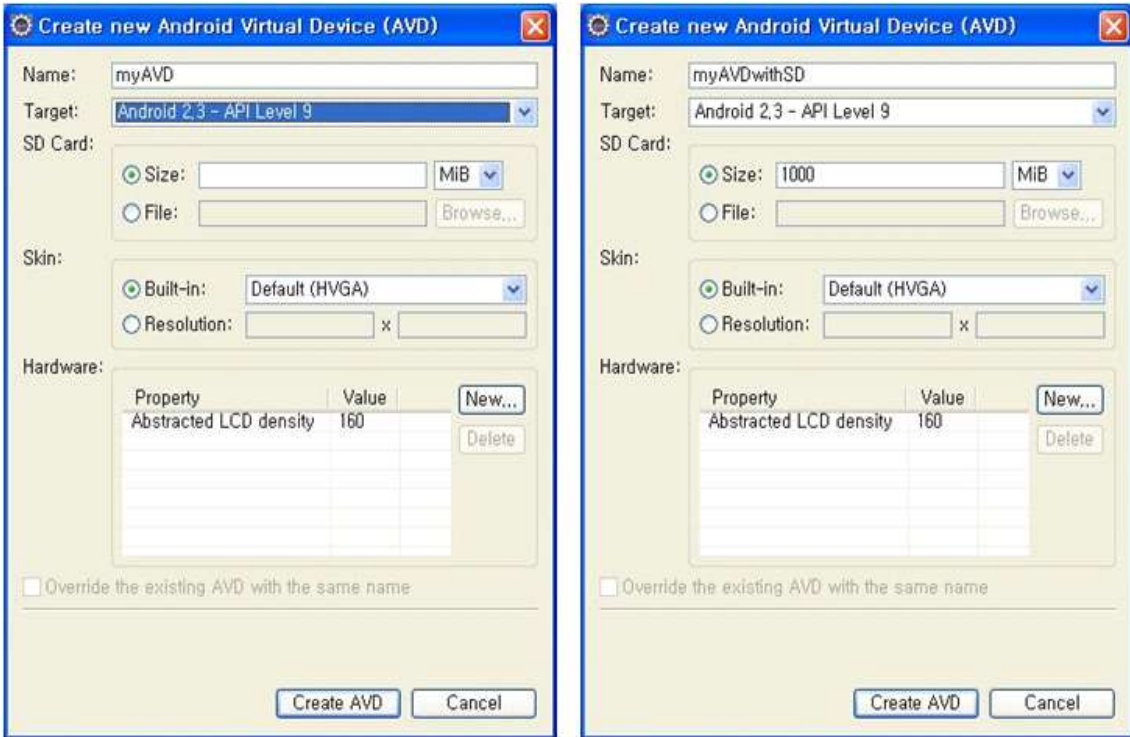 Create new Android Virtual Device (AVD)
Name: myAVD
Target: Android 2,3 - API Level 9
SD Card:
Size: MiB
File: Browse,,,
Skin:
Built-in: Default (HVGA)
Resolution: x
Hardware:
Property Value New,,,
Abstracted LCD density 160
Delete
Override the existing AVD with the same name
Create AVD Cancel
Create new Android Virtual Device (AVD)
Name: myAVDwithSD
Target: Android 2,3 - API Level 9
SD Card:
Size: 1000 MiB
File: Browse,,,
Skin:
Built-in: Default (HVGA)
Resolution: x
Hardware:
Property Value New,,,
Abstracted LCD density 160
Delete
Override the existing AVD with the same name
Create AVD Cancel